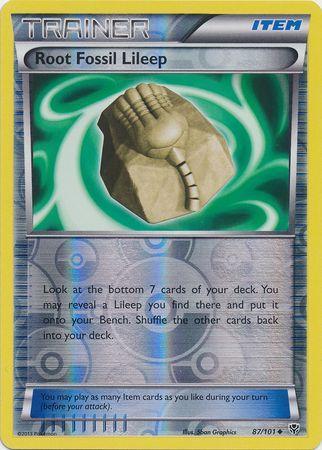 TRAINER
ITEM
Root Fossil Lileep
Look at the bottom 7 cards of your deck. You
may reveal a Lileep you find there and put it
onto your Bench. Shuffle the other cards back
into your deck.
You may play as many Item cards as you like during your turn
(before your attack).
©2013 Pokémon
Illus. 5ban Graphics
87/101